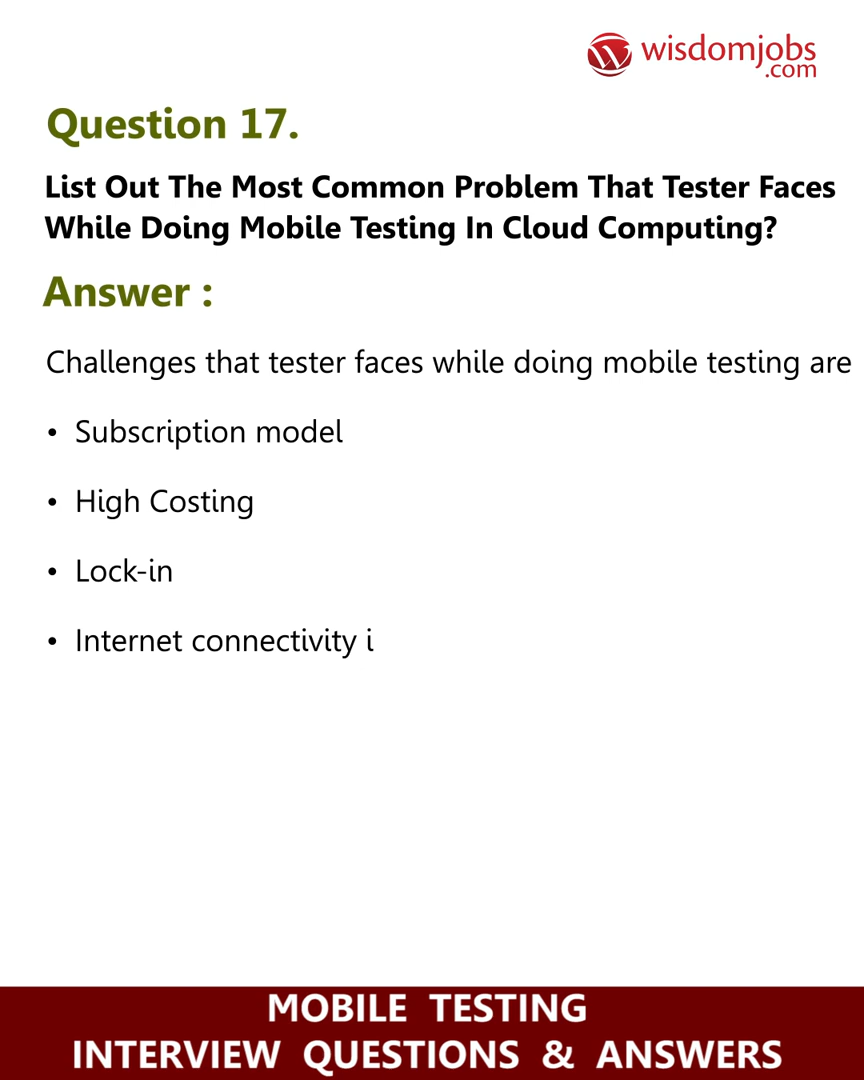 wisdomjobs
.com
Question 17.
List Out The Most Common Problem That Tester Faces
While Doing Mobile Testing In Cloud Computing?
Answer :
Challenges that tester faces while doing mobile testing are
• Subscription model
• High Costing
• Lock-in
• Internet connectivity i
MOBILE TESTING
INTERVIEW QUESTIONS & ANSWERS